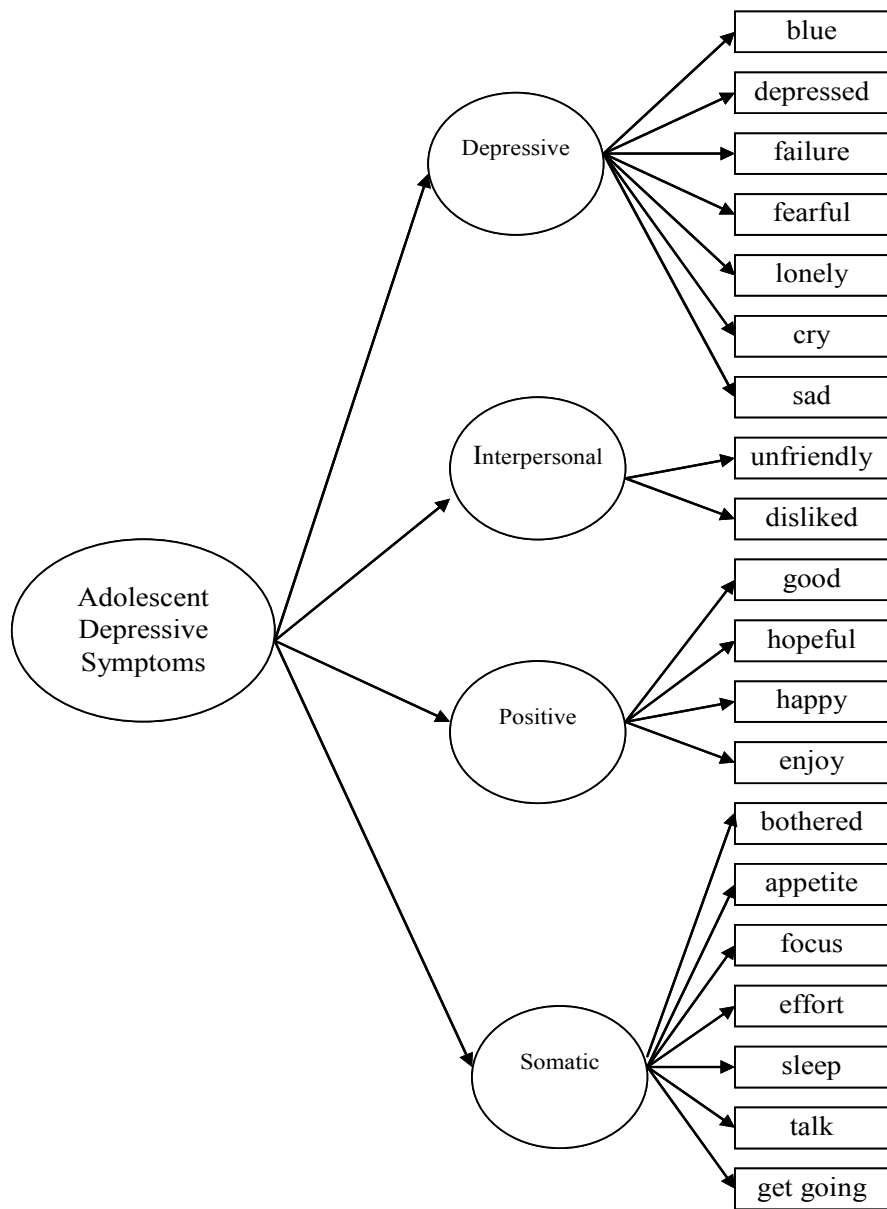 Adolescent
Depressive
Symptoms
Depressive
Interpersonal
Positive
Somatic
blue
depressed
failure
fearful
lonely
cry
sad
unfriendly
disliked
good
hopeful
happy
enjoy
bothered
appetite
focus
effort
sleep
talk
get going